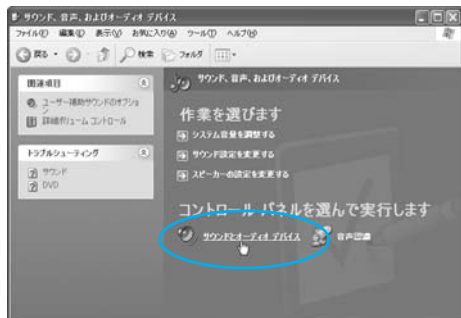 サウンド、音声、およびオーディオ デバイス
ファイル(F) 編集(E) 表示(V) お気に入り(A) ツール(T) ヘルプ(H)
戻る 検索 フォルダ
関連項目
ユーザー補助サウンドのオプション
詳細ボリューム コントロール
トラブルシューティング
サウンド
DVD
サウンド、音声、およびオーディオ デバイス
作業を選びます
システム音量を調整する
サウンド設定を変更する
スピーカーの設定を変更する
コントロール パネルを選んで実行します
サウンドとオーディオ デバイス 音声認識